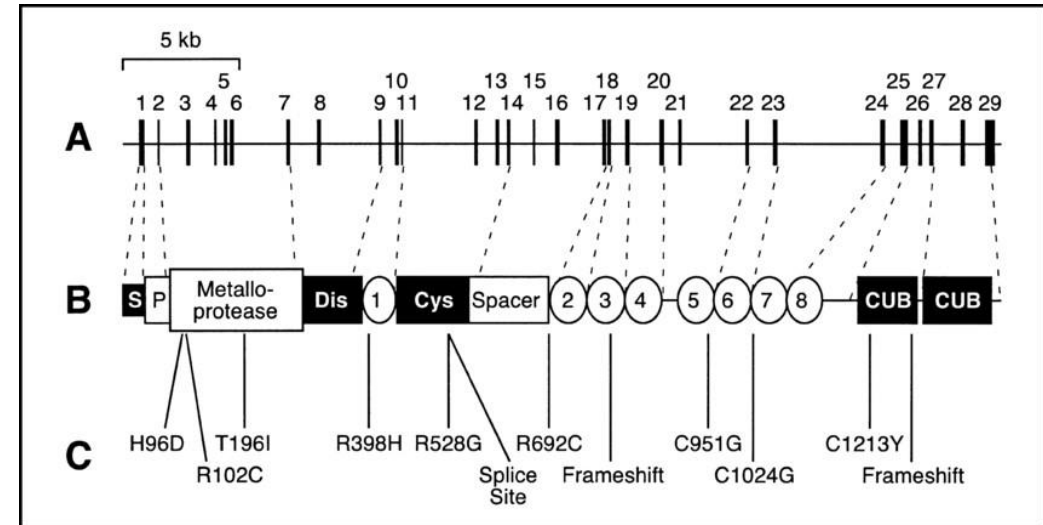 5 kb
5 10 13 15 18 20 25 27
1 2 3 4 6 7 8 9 11 12 14 16 17 19 21 22 23 24 26 28 29
A
B
S P Metallo- Dis 1 Cys Spacer 2 3 4 5 6 7 8 CUB CUB
protease
C
H96D T196I R398H R528G R692C C951G C1213Y
R102C Splice Frameshift C1024G Frameshift
Site